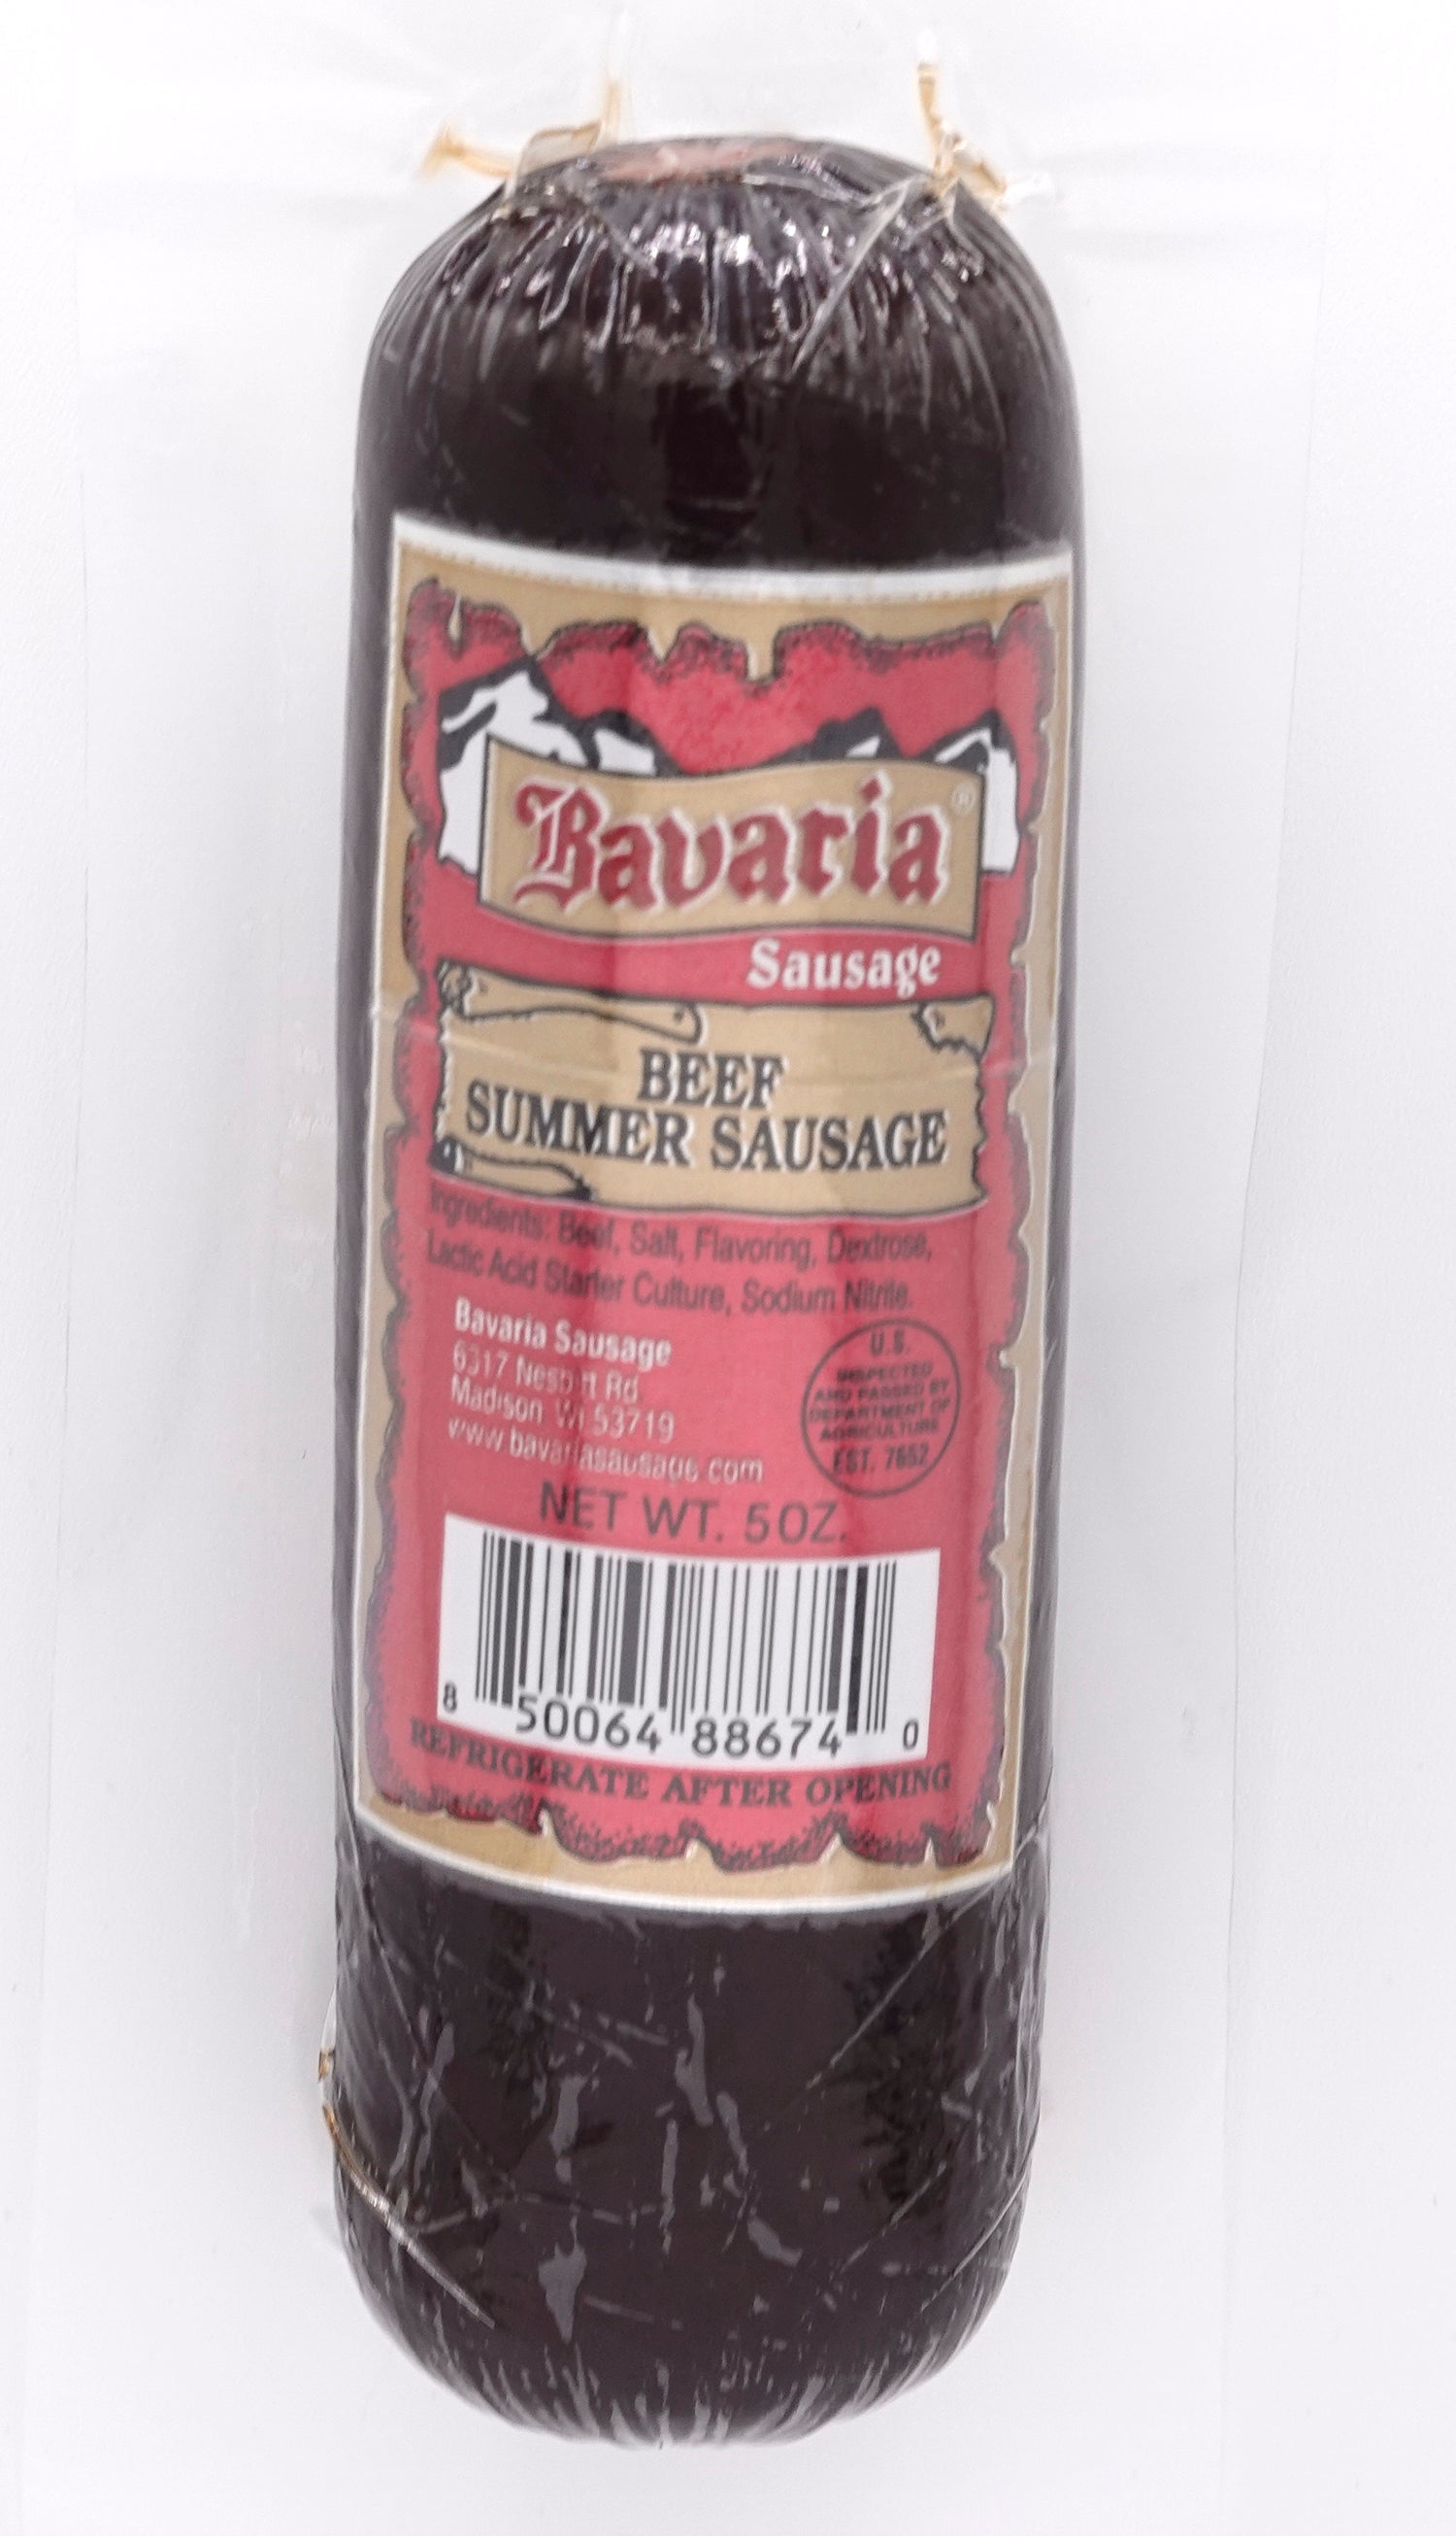 Bavaria®
Sausage
BEEF
SUMMER SAUSAGE
Ingredients: Beef, Salt, Flavoring, Dextrose,
Lactic Acid Starter Culture, Sodium Nitrite.
Bavaria Sausage
6317 Nesbitt Rd
Madison WI 53719
www.bavariasausage.com
U.S.
INSPECTED
AND PASSED BY
DEPARTMENT OF
AGRICULTURE
EST. 7652
NET WT. 5 OZ.
8 50064 88674 0
REFRIGERATE AFTER OPENING